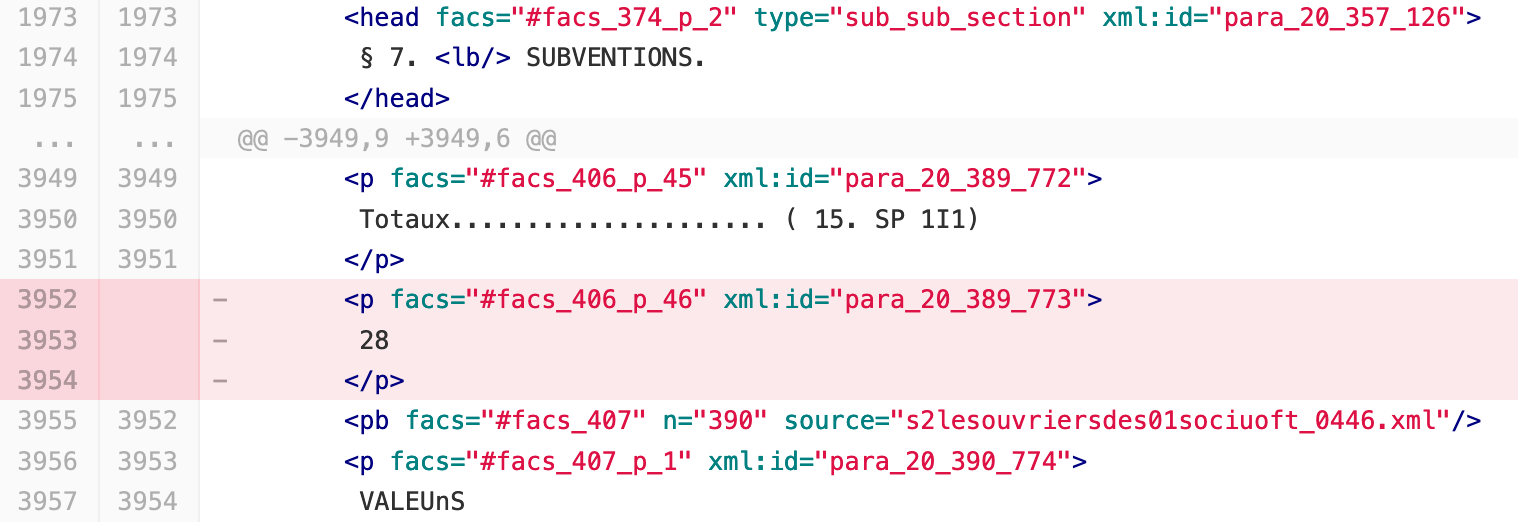 1973 1973 <head facs="#facs_374_p_2" type="sub_sub_section" xml:id="para_20_357_126">
1974 1974 § 7. <lb/> SUBVENTIONS.
1975 1975 </head>
... ... @@ -3949,9 +3949,6 @@
3949 3949 <p facs="#facs_406_p_45" xml:id="para_20_389_772">
3950 3950 Totaux..................... ( 15. SP 1I1)
3951 3951 </p>
3952 - <p facs="#facs_406_p_46" xml:id="para_20_389_773">
3953 - 28
3954 - </p>
3955 3952 <pb facs="#facs_407" n="390" source="s2lesouvriersdes01sociuoft_0446.xml"/>
3956 3953 <p facs="#facs_407_p_1" xml:id="para_20_390_774">
3957 3954 VALEUnS